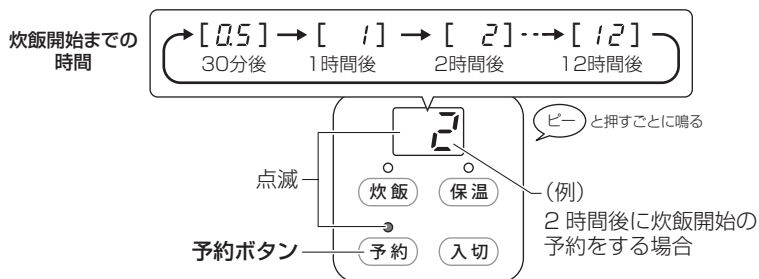 炊飯開始までの
時間
[0.5] → [ 1] → [ 2] --→ [12]
30分後 1時間後 2時間後 12時間後
2
ピー と押すごとに鳴る
点滅
炊飯 保温
(例)
2 時間後に炊飯開始の
予約をする場合
予約ボタン 予約 入切